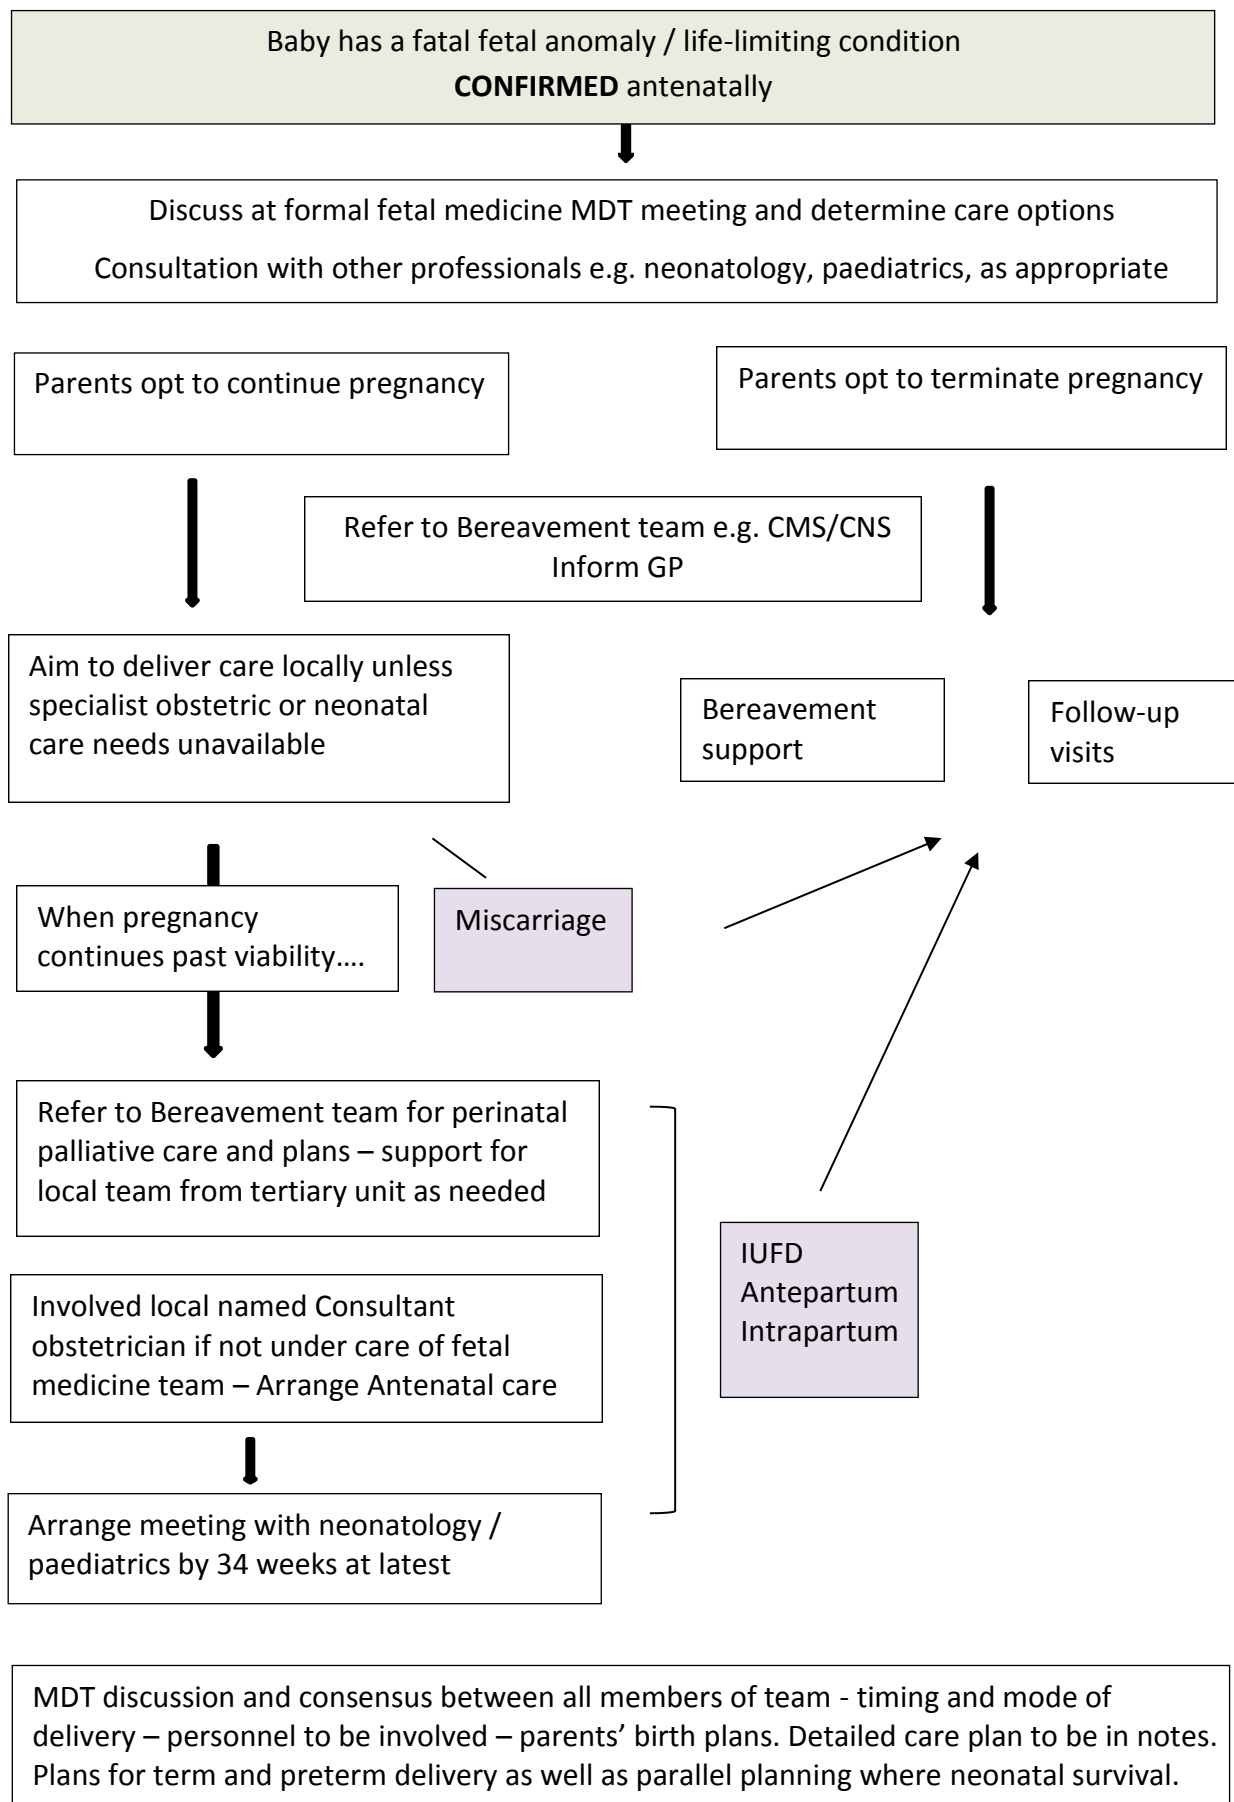 Baby has a fatal fetal anomaly / life-limiting condition
CONFIRMED antenatally
Discuss at formal fetal medicine MDT meeting and determine care options
Consultation with other professionals e.g. neonatology, paediatrics, as appropriate
Parents opt to continue pregnancy
Parents opt to terminate pregnancy
Refer to Bereavement team e.g. CMS/CNS
Inform GP
Aim to deliver care locally unless
specialist obstetric or neonatal
care needs unavailable
Bereavement
support
Follow-up
visits
When pregnancy
continues past viability....
Miscarriage
Refer to Bereavement team for perinatal
palliative care and plans – support for
local team from tertiary unit as needed
IUFD
Antepartum
Intrapartum
Involved local named Consultant
obstetrician if not under care of fetal
medicine team – Arrange Antenatal care
Arrange meeting with neonatology /
paediatrics by 34 weeks at latest
MDT discussion and consensus between all members of team - timing and mode of
delivery – personnel to be involved – parents’ birth plans. Detailed care plan to be in notes.
Plans for term and preterm delivery as well as parallel planning where neonatal survival.